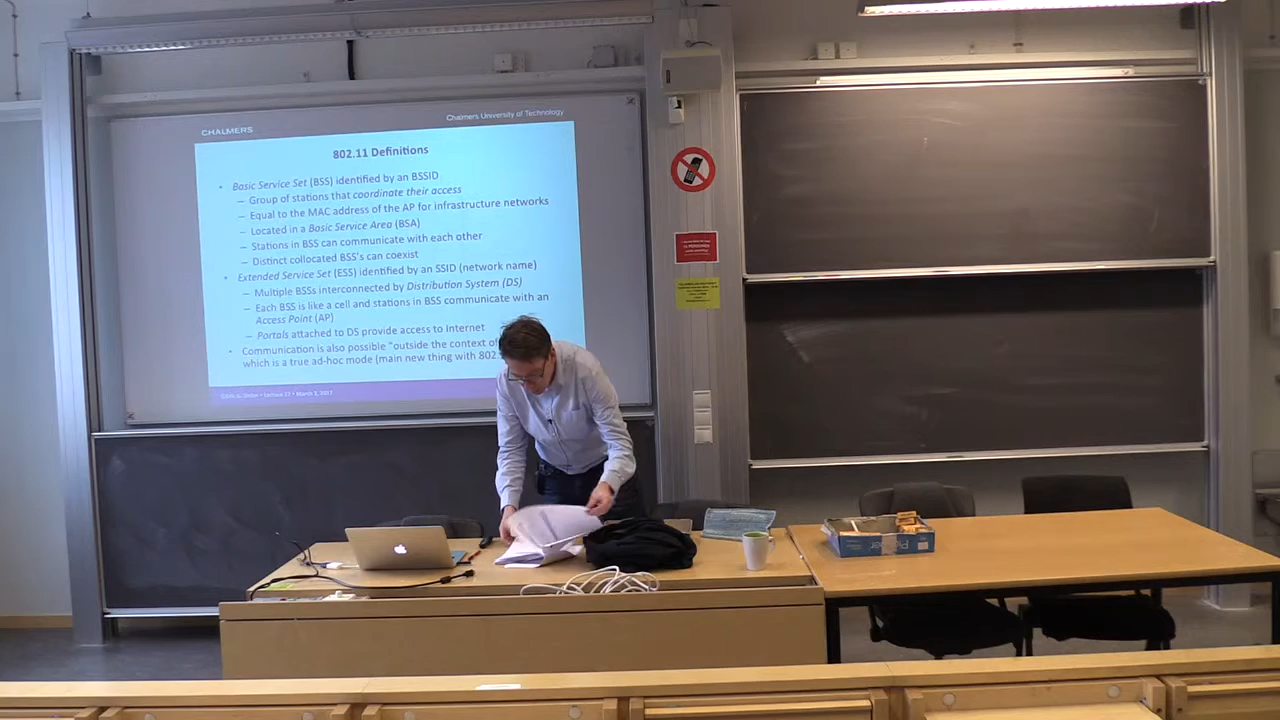 CHALMERS
Chalmers University of Technology
802.11 Definitions
• Basic Service Set (BSS) identified by an BSSID
– Group of stations that coordinate their access
– Equal to the MAC address of the AP for infrastructure networks
– Located in a Basic Service Area (BSA)
– Stations in BSS can communicate with each other
– Distinct collocated BSS's can coexist
• Extended Service Set (ESS) identified by an SSID (network name)
– Multiple BSSs interconnected by Distribution System (DS)
– Each BSS is like a cell and stations in BSS communicate with an
Access Point (AP)
– Portals attached to DS provide access to Internet
• Communication is also possible "outside the context of
which is a true ad-hoc mode (main new thing with 802.
• Lecture 17 • March 3, 2017